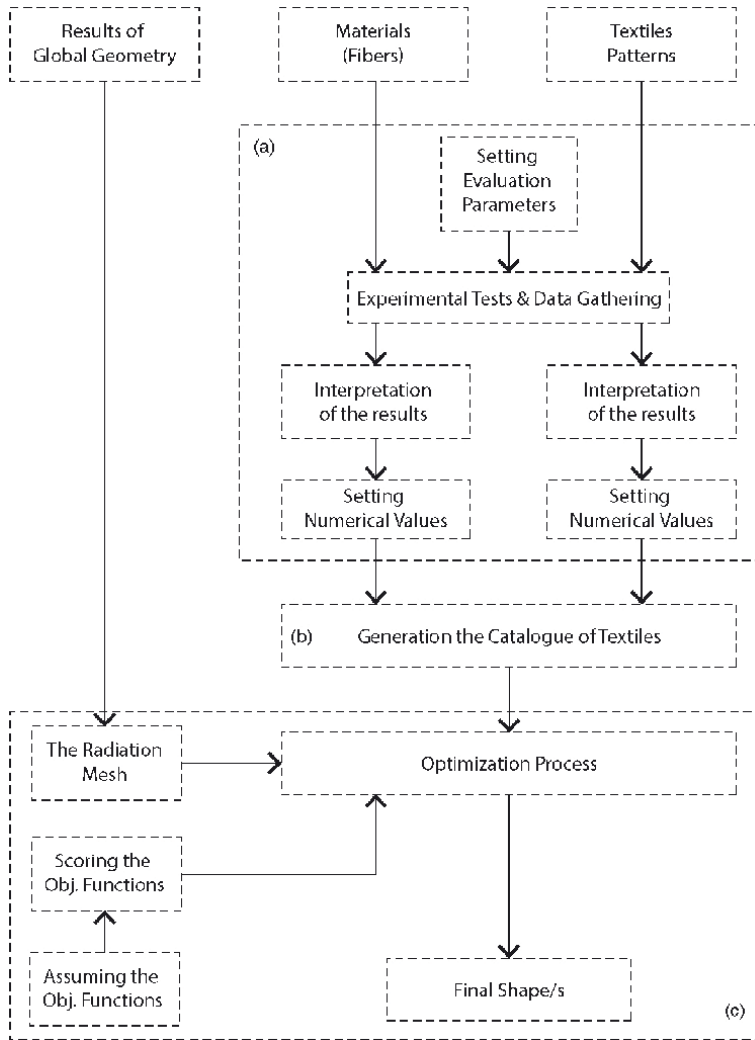 Results of
Global Geometry
Materials
(Fibers)
Textiles
Patterns
(a)
Setting
Evaluation
Parameters
Experimental Tests & Data Gathering
Interpretation
of the results
Interpretation
of the results
Setting
Numerical Values
Setting
Numerical Values
(b)
Generation the Catalogue of Textiles
The Radiation
Mesh
Optimization Process
Scoring the
Obj. Functions
Assuming the
Obj. Functions
Final Shape/s
(c)